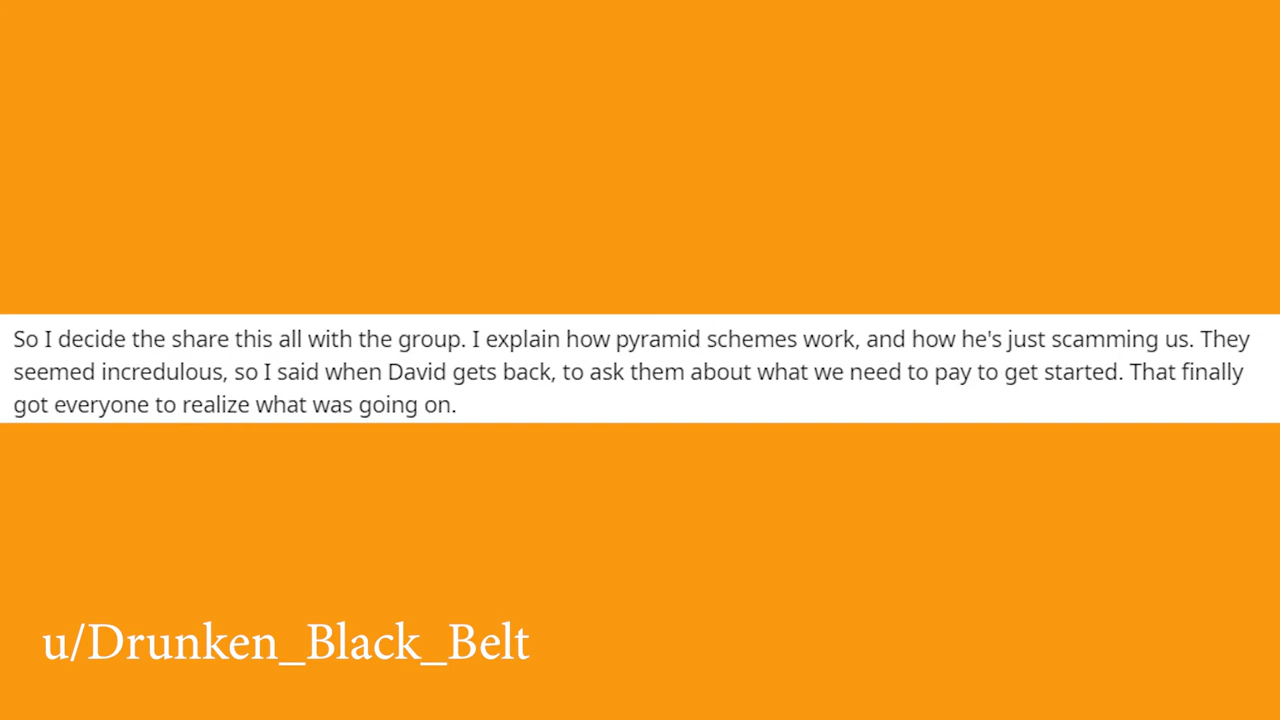 So I decide the share this all with the group. I explain how pyramid schemes work, and how he's just scamming us. They
seemed incredulous, so I said when David gets back, to ask them about what we need to pay to get started. That finally
got everyone to realize what was going on.
u/Drunken_Black_Belt